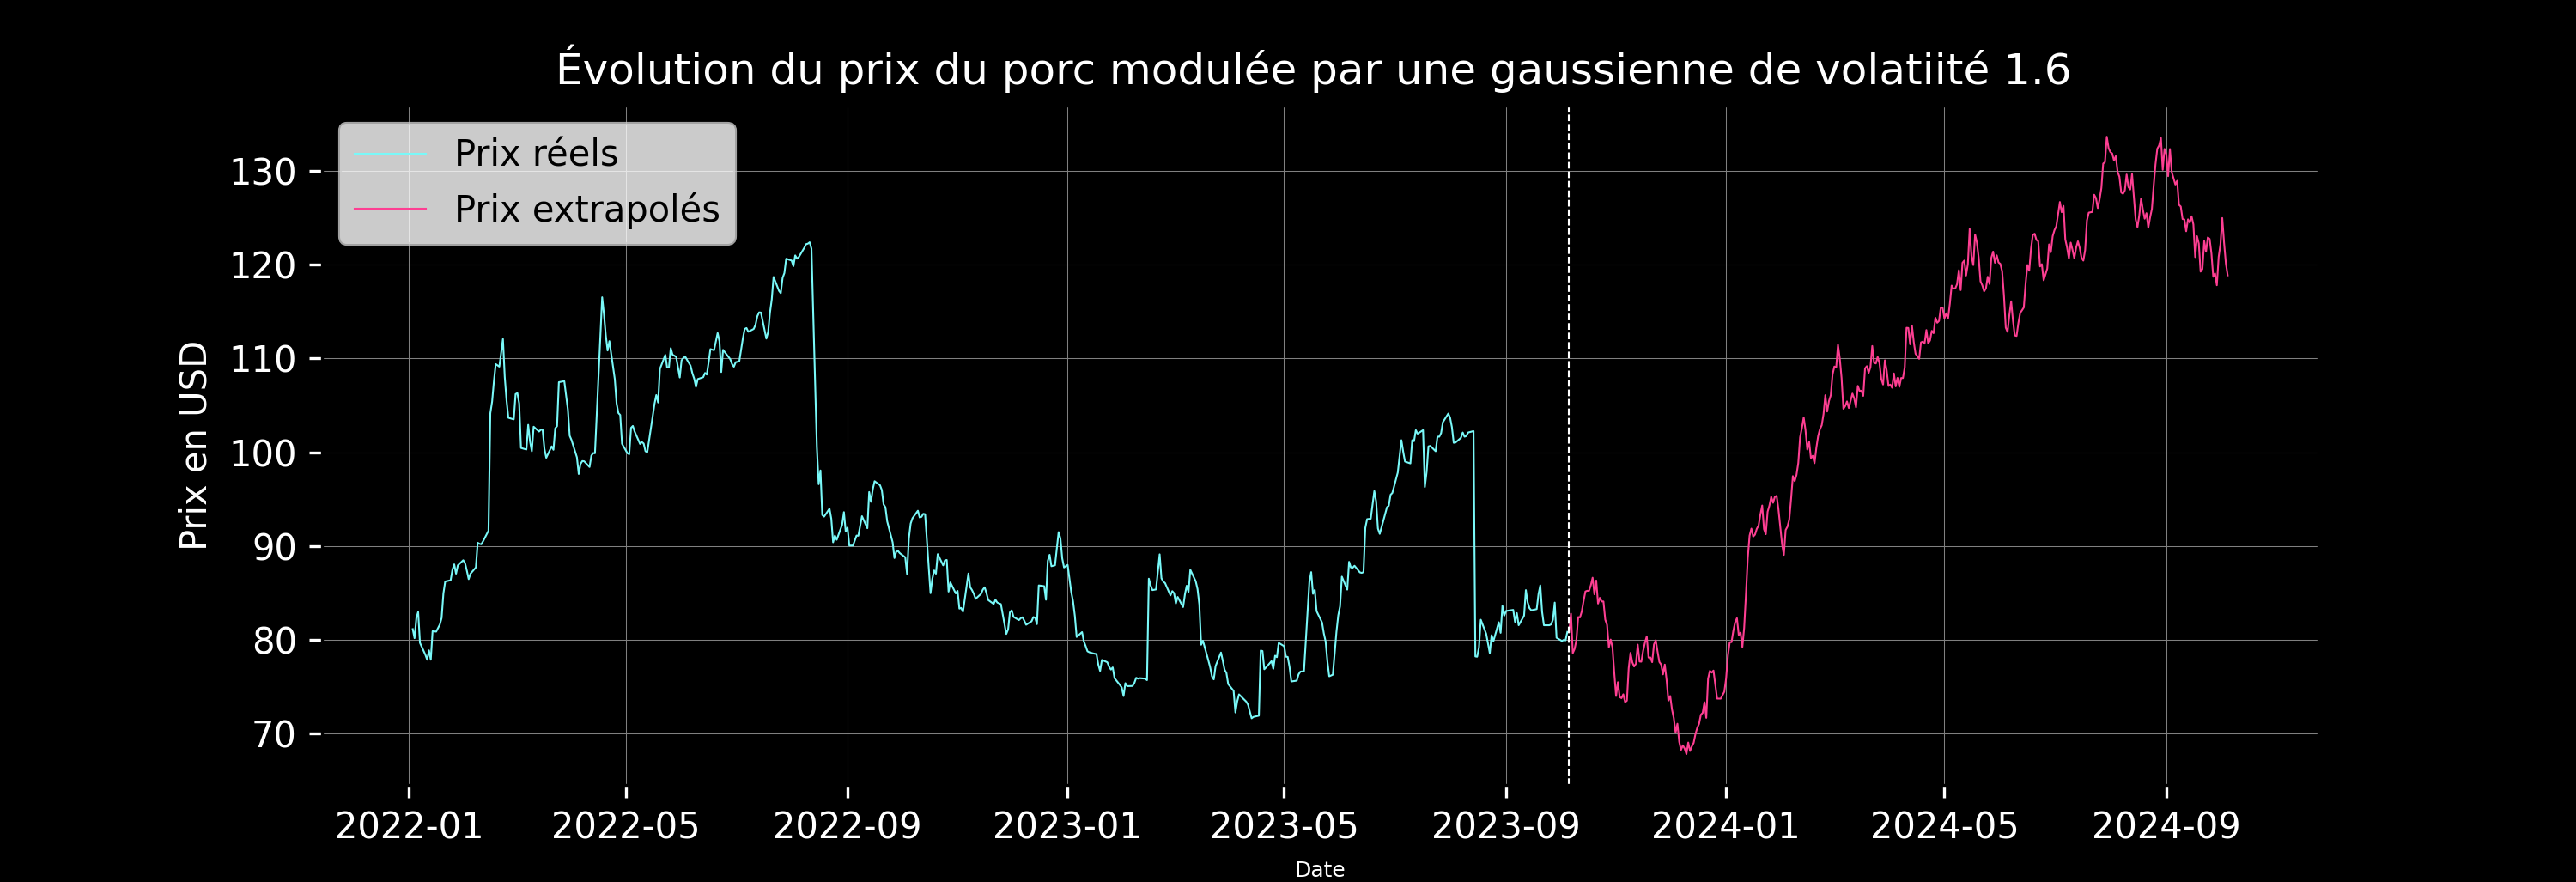 Évolution du prix du porc modulée par une gaussienne de volatiité 1.6
Prix réels
Prix extrapolés
Prix en USD
130
120
110
100
90
80
70
2022-01 2022-05 2022-09 2023-01 2023-05 2023-09 2024-01 2024-05 2024-09
Date